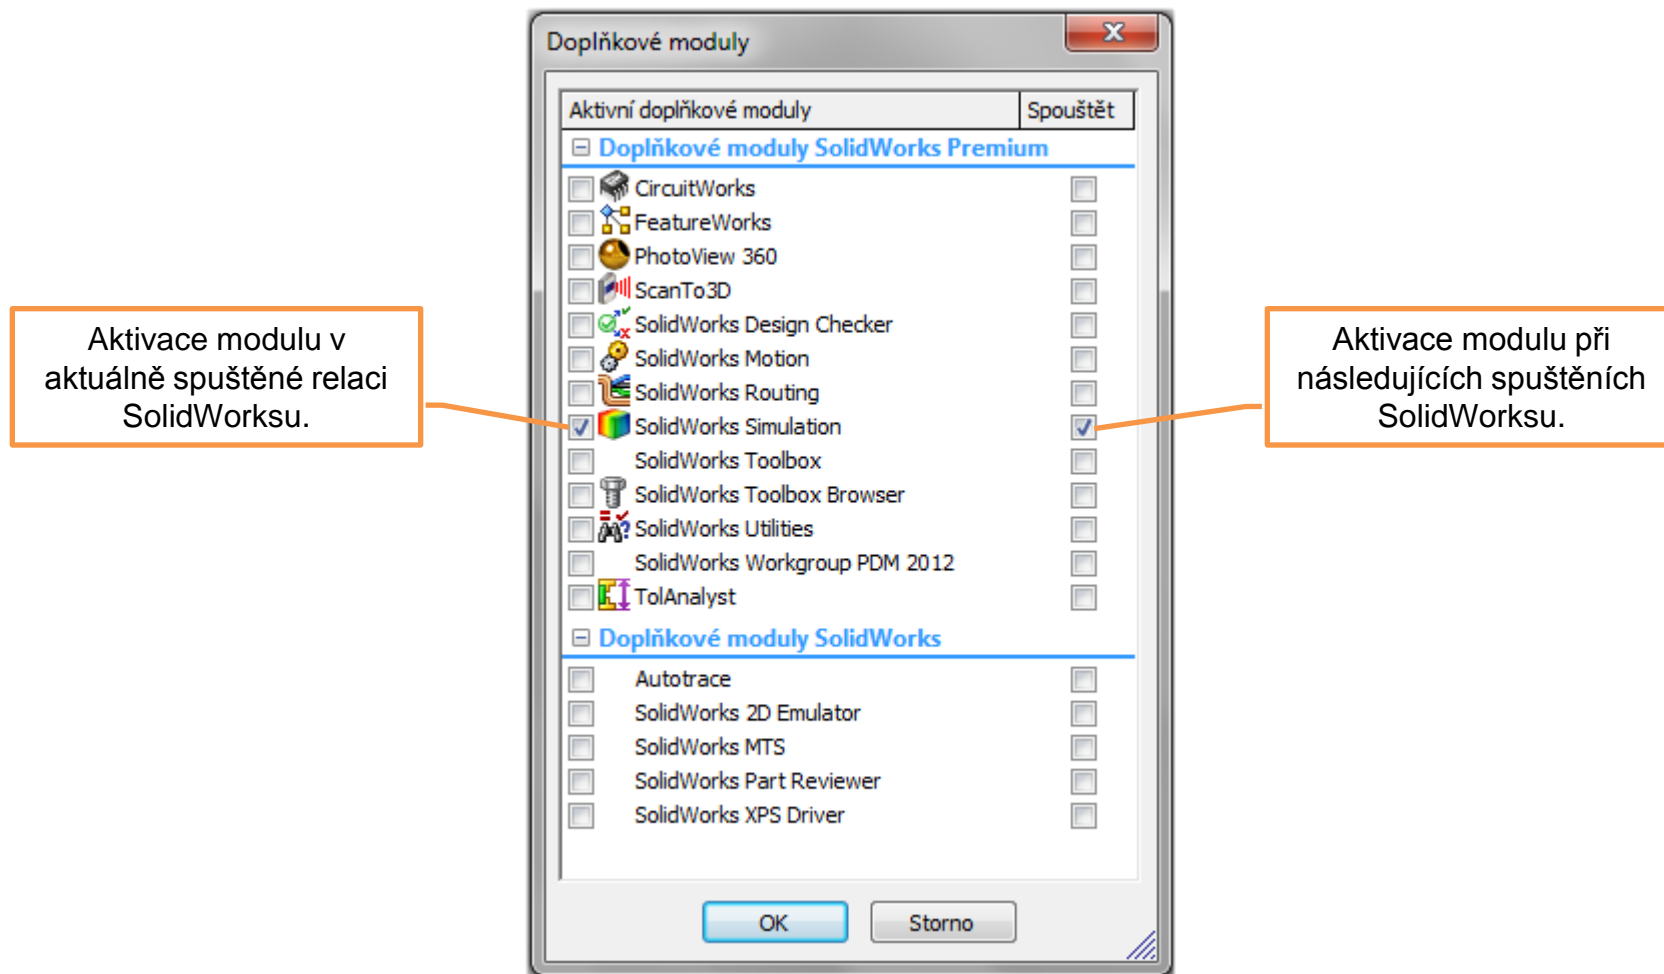 Doplňkové moduly
Aktivní doplňkové moduly Spouštět
Doplňkové moduly SolidWorks Premium
CircuitWorks
FeatureWorks
PhotoView 360
ScanTo3D
SolidWorks Design Checker
SolidWorks Motion
SolidWorks Routing
SolidWorks Simulation
SolidWorks Toolbox
SolidWorks Toolbox Browser
SolidWorks Utilities
SolidWorks Workgroup PDM 2012
TolAnalyst
Doplňkové moduly SolidWorks
Autotrace
SolidWorks 2D Emulator
SolidWorks MTS
SolidWorks Part Reviewer
SolidWorks XPS Driver
OK Storno
Aktivace modulu v
aktuálně spuštěné relaci
SolidWorksu.
Aktivace modulu při
následujících spuštěních
SolidWorksu.